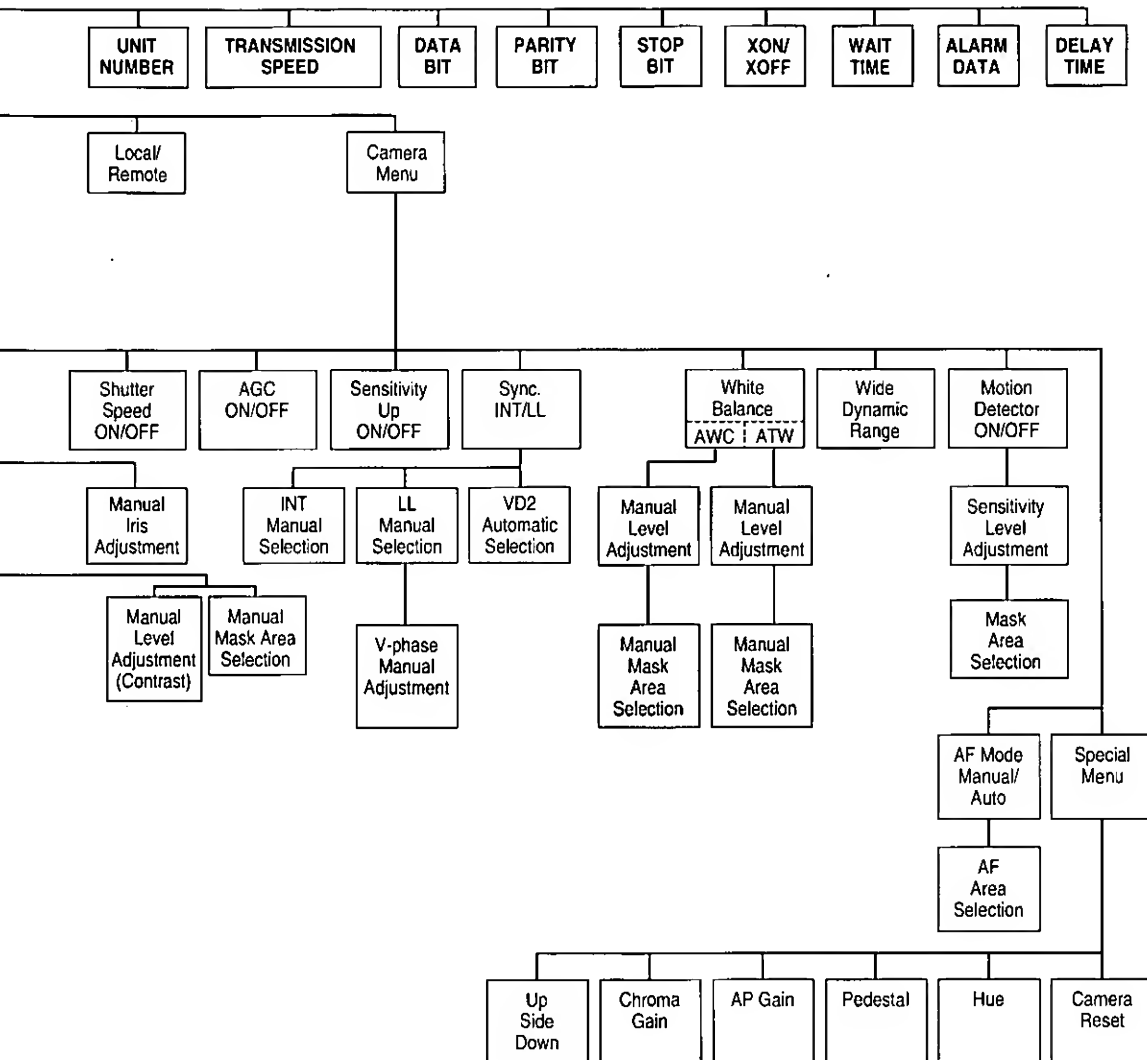 UNIT
NUMBER
TRANSMISSION
SPEED
DATA
BIT
PARITY
BIT
STOP
BIT
XON/
XOFF
WAIT
TIME
ALARM
DATA
DELAY
TIME
Local/
Remote
Camera
Menu
Shutter
Speed
ON/OFF
AGC
ON/OFF
Sensitivity
Up
ON/OFF
Sync.
INT/LL
White
Balance
AWC
ATW
Wide
Dynamic
Range
Motion
Detector
ON/OFF
Manual
Iris
Adjustment
INT
Manual
Selection
LL
Manual
Selection
VD2
Automatic
Selection
Manual
Level
Adjustment
Manual
Level
Adjustment
Sensitivity
Level
Adjustment
Manual
Level
Adjustment
(Contrast)
Manual
Mask Area
Selection
V-phase
Manual
Adjustment
Manual
Mask
Area
Selection
Manual
Mask
Area
Selection
Mask
Area
Selection
AF Mode
Manual/
Auto
Special
Menu
AF
Area
Selection
Up
Side
Down
Chroma
Gain
AP Gain
Pedestal
Hue
Camera
Reset